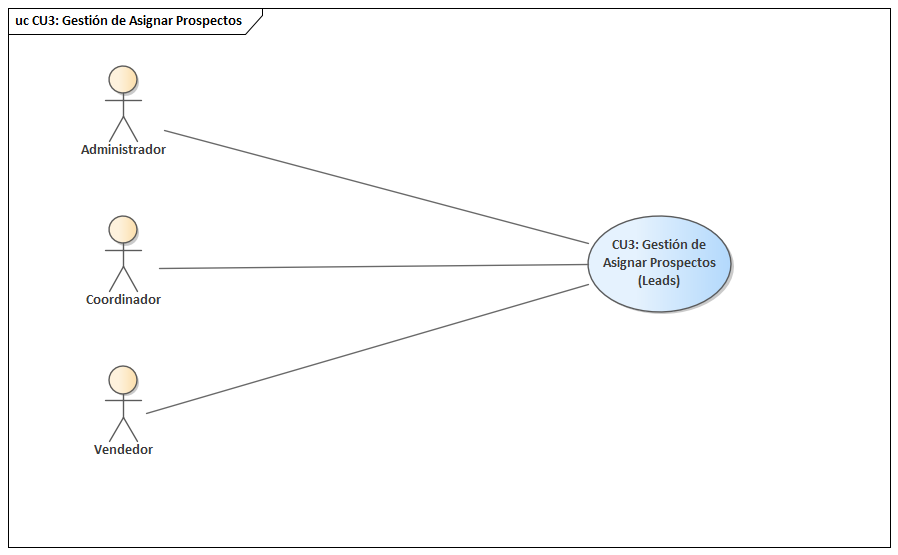 uc CU3: Gestión de Asignar Prospectos
Administrador
Coordinador
CU3: Gestión de
Asignar Prospectos
(Leads)
Vendedor